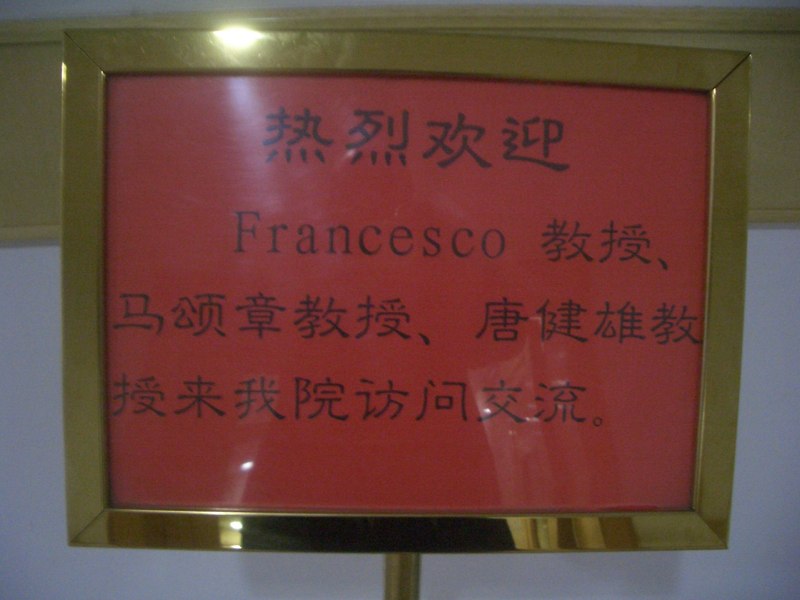 热烈欢迎
Francesco 教授、
马颂章教授、唐健雄教
授来我院访问交流。